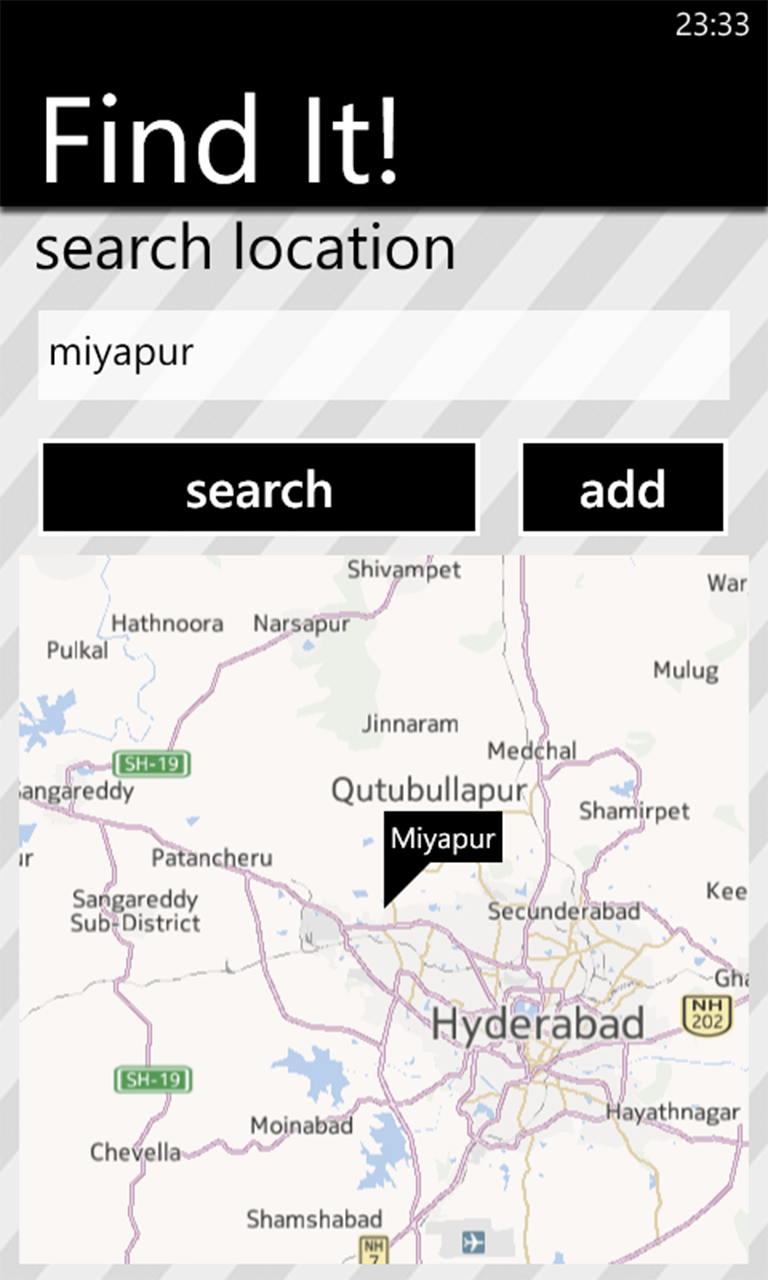 23:33
Find It!
search location
miyapur
search
add
Shivampet
War
Hathnoora
Narsapur
Pulkal
Mulug
Jinnaram
Medchal
SH-19
angareddy
Qutubullapur
Shamirpet
Miyapur
ur
Patancheru
Kee
Sangareddy
Sub-District
Secunderabad
Gha
NH
202
Hyderabad
SH-19
Hayathnagar
Moinabad
Chevella
Shamshabad
NH
7